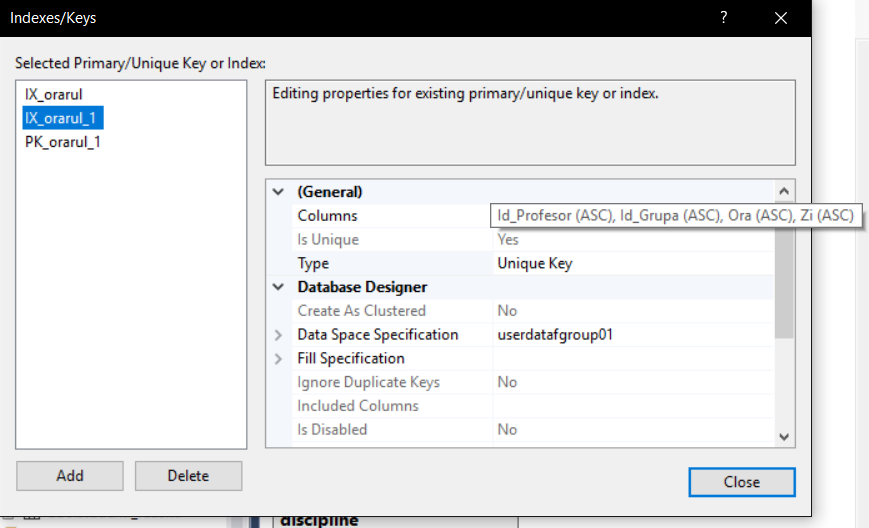 Indexes/Keys ?
Selected Primary/Unique Key or Index:
IX_orarul
IX_orarul_1
PK_orarul_1
Editing properties for existing primary/unique key or index.
(General)
Columns Id_Profesor (ASC), Id_Grupa (ASC), Ora (ASC), Zi (ASC)
Is Unique Yes
Type Unique Key
Database Designer
Create As Clustered No
Data Space Specification userdatafgroup01
Fill Specification
Ignore Duplicate Keys No
Included Columns
Is Disabled No
Add Delete
Close
discipline